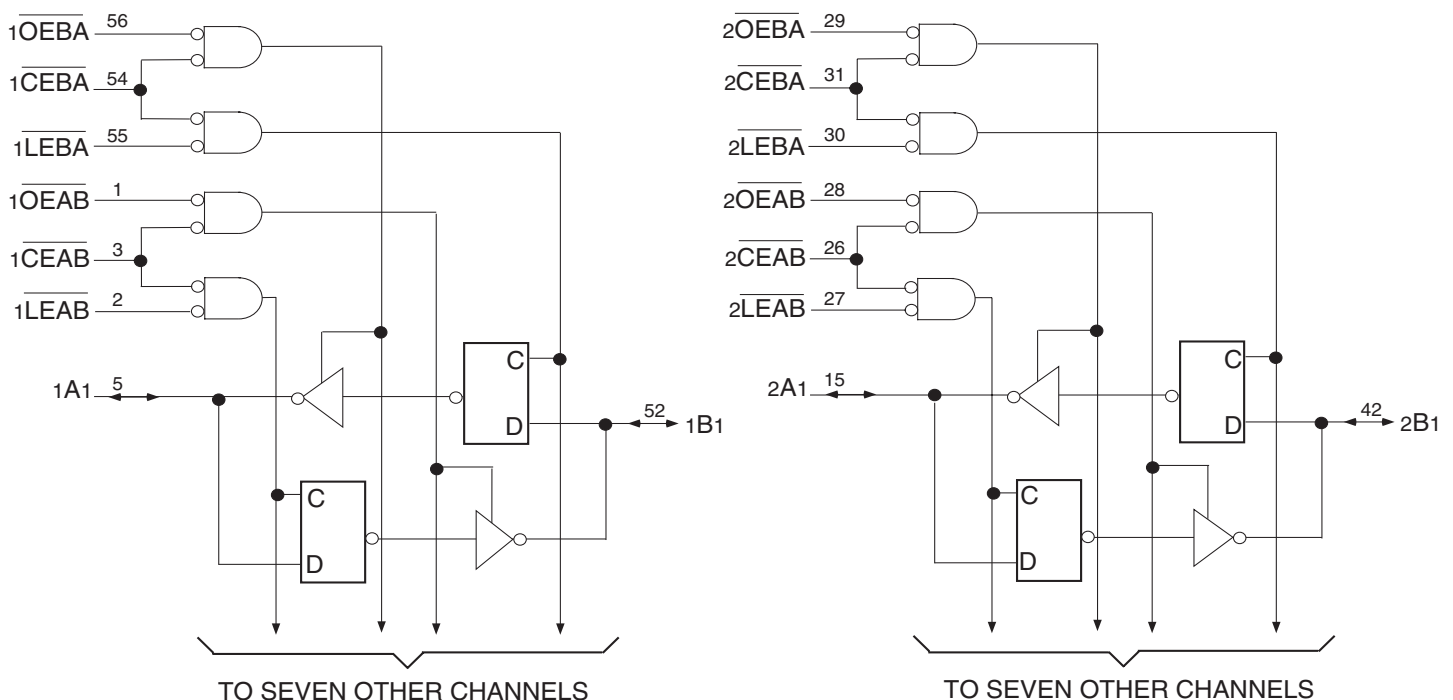 1OEBA 56
1CEBA 54
1LEBA 55
1OEAB 1
1CEAB 3
1LEAB 2
1A1 5
C
D
52 1B1
C
D
TO SEVEN OTHER CHANNELS
2OEBA 29
2CEBA 31
2LEBA 30
2OEAB 28
2CEAB 26
2LEAB 27
2A1 15
C
D
42 2B1
C
D
TO SEVEN OTHER CHANNELS